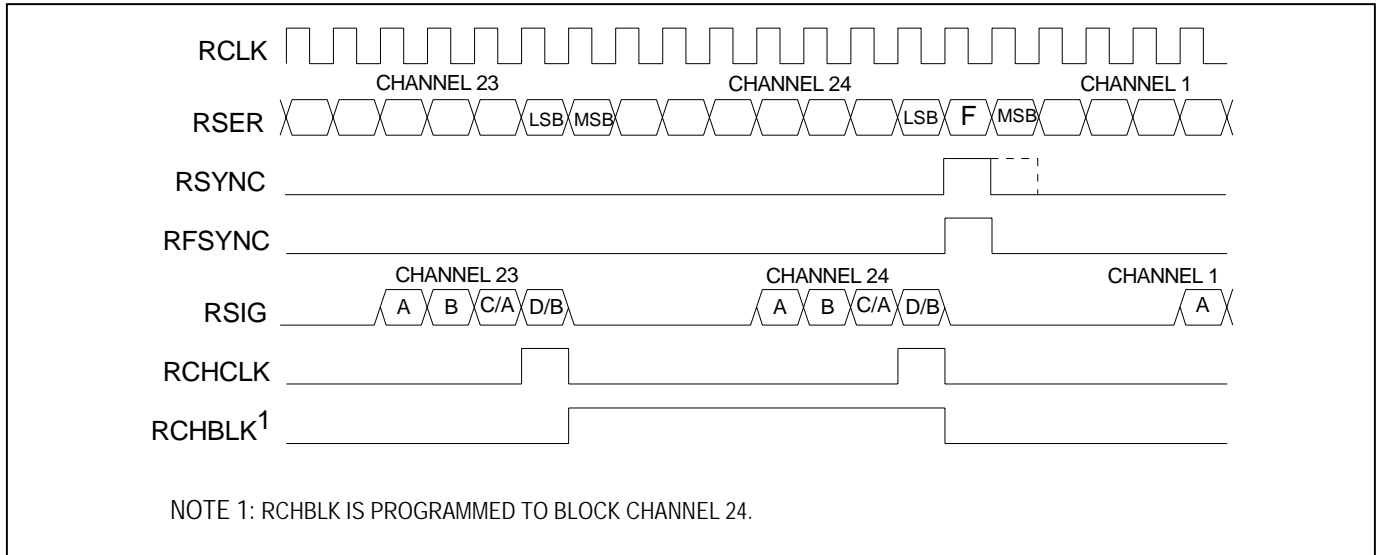 RCLK
CHANNEL 23 CHANNEL 24 CHANNEL 1
RSER LSB MSB LSB F MSB
RSYNC
RFSYNC
CHANNEL 23 CHANNEL 24 CHANNEL 1
RSIG A B C/A D/B A B C/A D/B A
RCHCLK
RCHBLK1
NOTE 1: RCHBLK IS PROGRAMMED TO BLOCK CHANNEL 24.